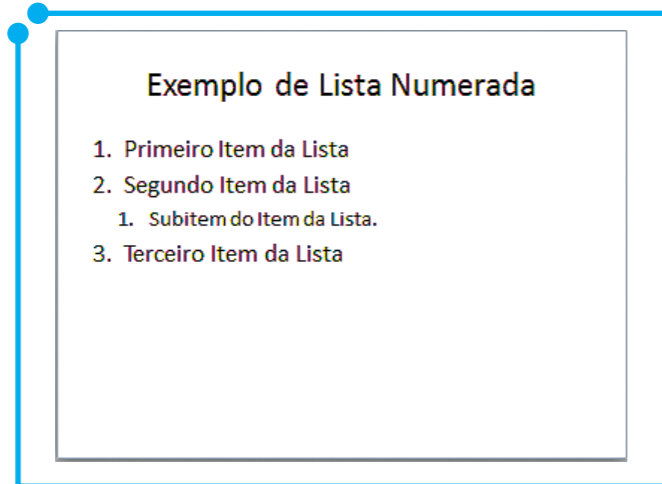 Exemplo de Lista Numerada
1. Primeiro Item da Lista
2. Segundo Item da Lista
1. Subitem do Item da Lista.
3. Terceiro Item da Lista